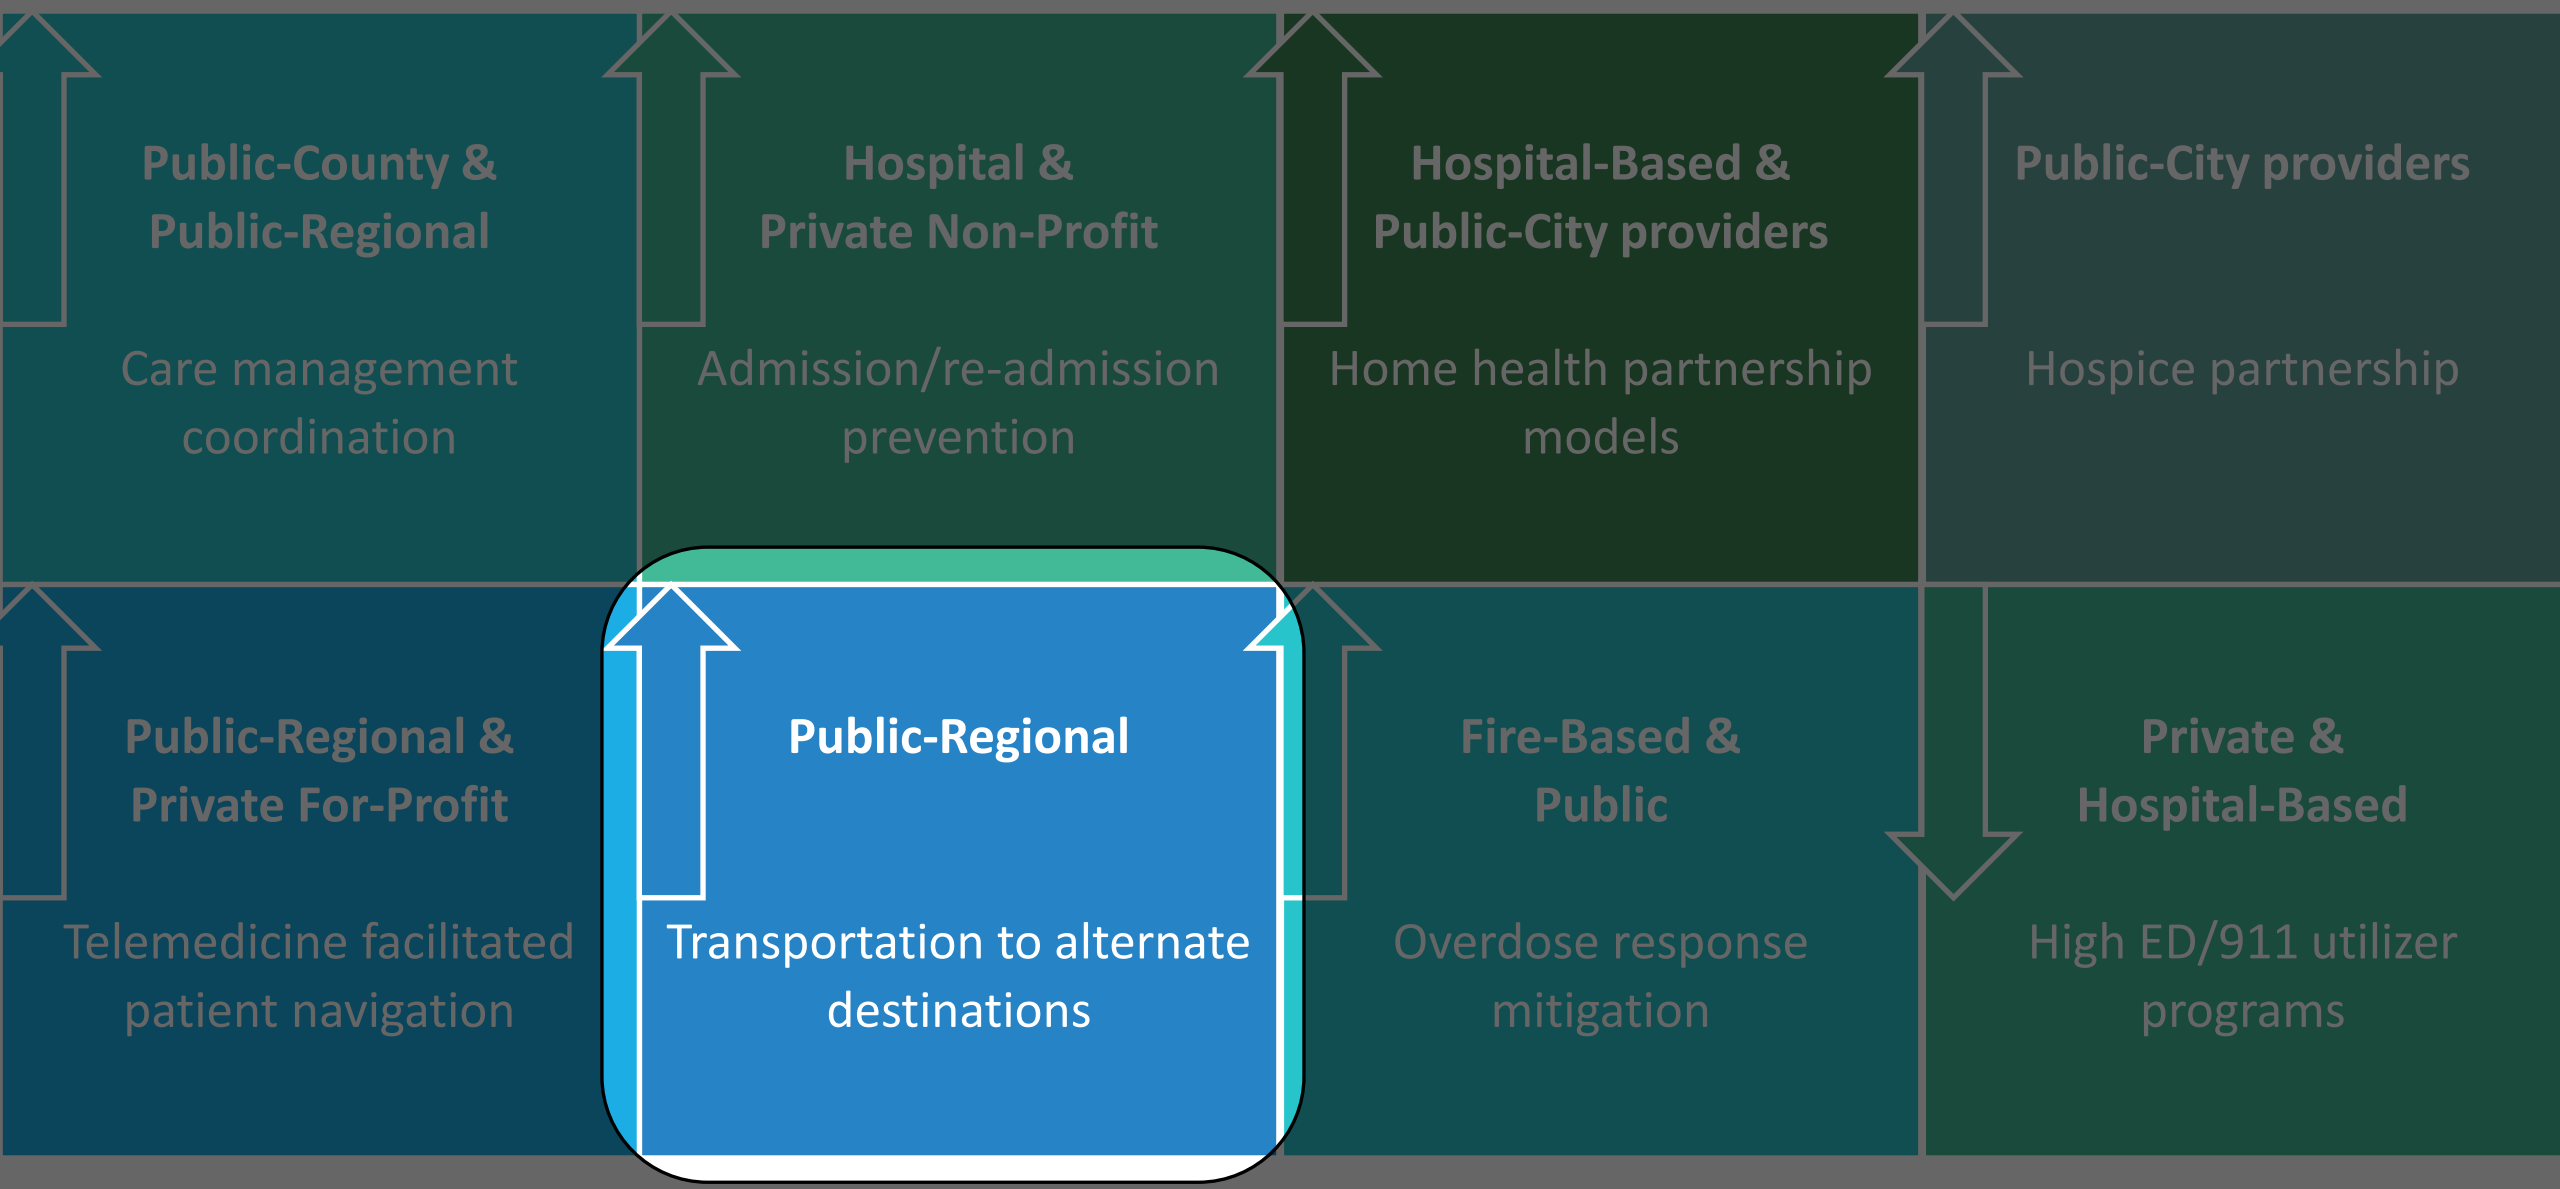 Public-County &
Public-Regional
Care management
coordination
Hospital &
Private Non-Profit
Admission/re-admission
prevention
Hospital-Based &
Public-City providers
Home health partnership
models
Public-City providers
Hospice partnership
Public-Regional &
Private For-Profit
Telemedicine facilitated
patient navigation
Public-Regional
Transportation to alternate
destinations
Fire-Based &
Public
Overdose response
mitigation
Private &
Hospital-Based
High ED/911 utilizer
programs